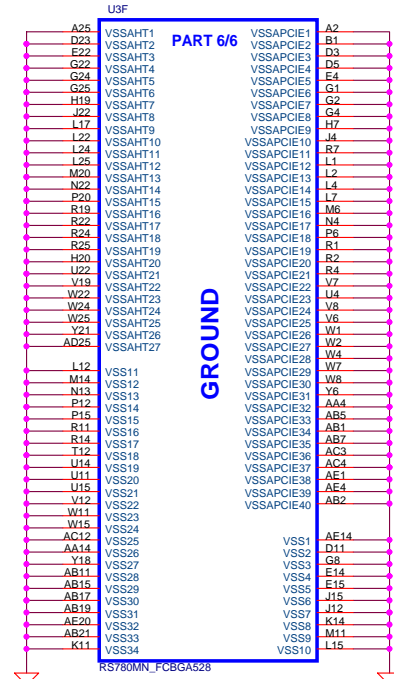 U3F
PART 6/6
A25 VSSAHT1 VSSAPCIE1 A2
D23 VSSAHT2 VSSAPCIE2 B1
E22 VSSAHT3 VSSAPCIE3 D3
G22 VSSAHT4 VSSAPCIE4 D5
G24 VSSAHT5 VSSAPCIE5 E4
G25 VSSAHT6 VSSAPCIE6 G1
H19 VSSAHT7 VSSAPCIE7 G2
J22 VSSAHT8 VSSAPCIE8 G4
L17 VSSAHT9 VSSAPCIE9 H7
L22 VSSAHT10 VSSAPCIE10 J4
L24 VSSAHT11 VSSAPCIE11 R7
L25 VSSAHT12 VSSAPCIE12 L1
M20 VSSAHT13 VSSAPCIE13 L2
N22 VSSAHT14 VSSAPCIE14 L4
P20 VSSAHT15 VSSAPCIE15 L7
R19 VSSAHT16 VSSAPCIE16 M6
R22 VSSAHT17 VSSAPCIE17 N4
R24 VSSAHT18 VSSAPCIE18 P6
R25 VSSAHT19 VSSAPCIE19 R1
H20 VSSAHT20 VSSAPCIE20 R2
U22 VSSAHT21 VSSAPCIE21 R4
V19 VSSAHT22 VSSAPCIE22 V7
W22 VSSAHT23 VSSAPCIE23 U4
W24 VSSAHT24 VSSAPCIE24 V8
W25 VSSAHT25 VSSAPCIE25 V6
Y21 VSSAHT26 VSSAPCIE26 W1
AD25 VSSAHT27 VSSAPCIE27 W2
VSSAPCIE28 W4
L12 VSS11 VSSAPCIE29 W7
M14 VSS12 VSSAPCIE30 W8
N13 VSS13 VSSAPCIE31 Y6
P12 VSS14 VSSAPCIE32 AA4
P15 VSS15 VSSAPCIE33 AB5
R11 VSS16 VSSAPCIE34 AB1
R14 VSS17 VSSAPCIE35 AB7
T12 VSS18 VSSAPCIE36 AC3
U14 VSS19 VSSAPCIE37 AC4
U11 VSS20 VSSAPCIE38 AE1
U15 VSS21 VSSAPCIE39 AE4
V12 VSS22 VSSAPCIE40 AB2
W11 VSS23
W15 VSS24
AC12 VSS25 VSS1 AE14
AA14 VSS26 VSS2 D11
Y18 VSS27 VSS3 G8
AB11 VSS28 VSS4 E14
AB15 VSS29 VSS5 E15
AB17 VSS30 VSS6 J15
AB19 VSS31 VSS7 J12
AE20 VSS32 VSS8 K14
AB21 VSS33 VSS9 M11
K11 VSS34 VSS10 L15
GROUND
RS780MN_FCBGA528